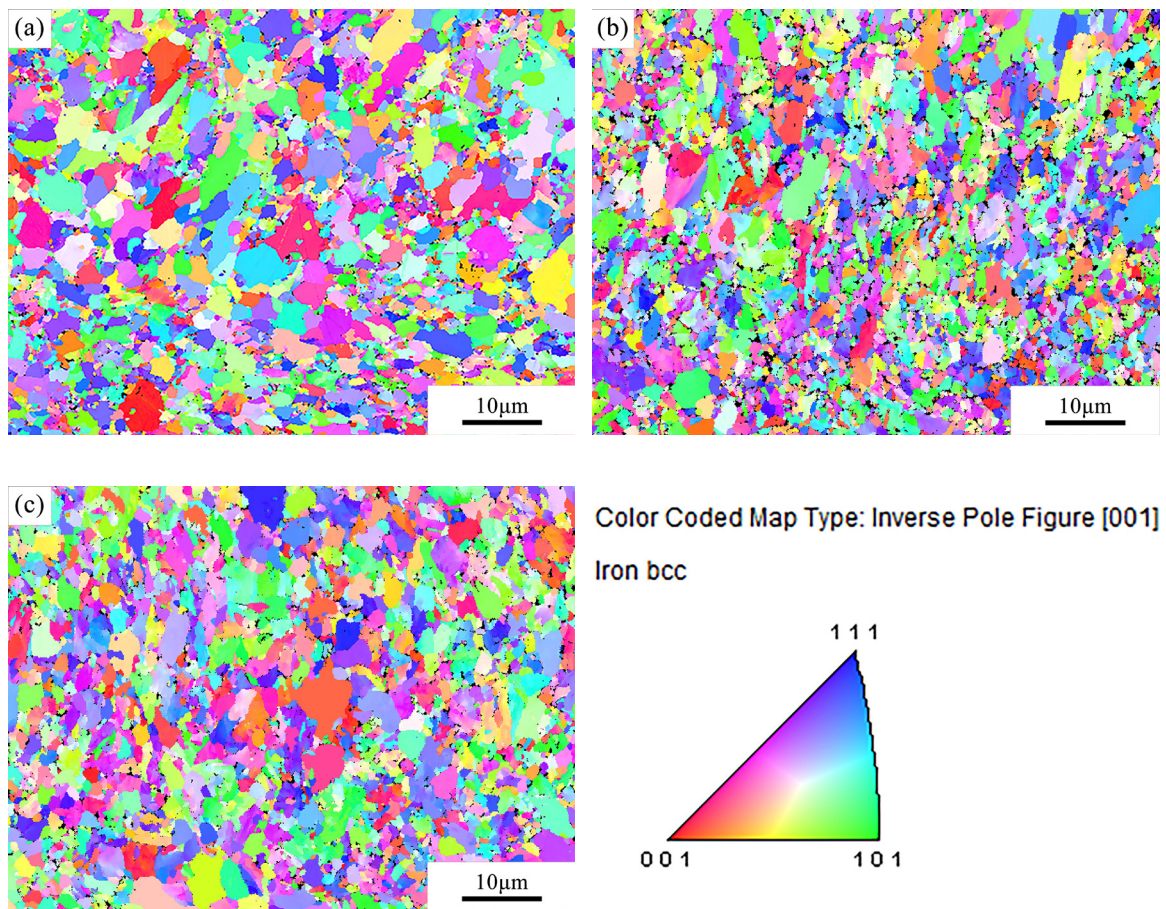 (a)
10μm
(b)
10μm
(c)
10μm
Color Coded Map Type: Inverse Pole Figure [001]
Iron bcc
1 1 1
0 0 1
1 0 1